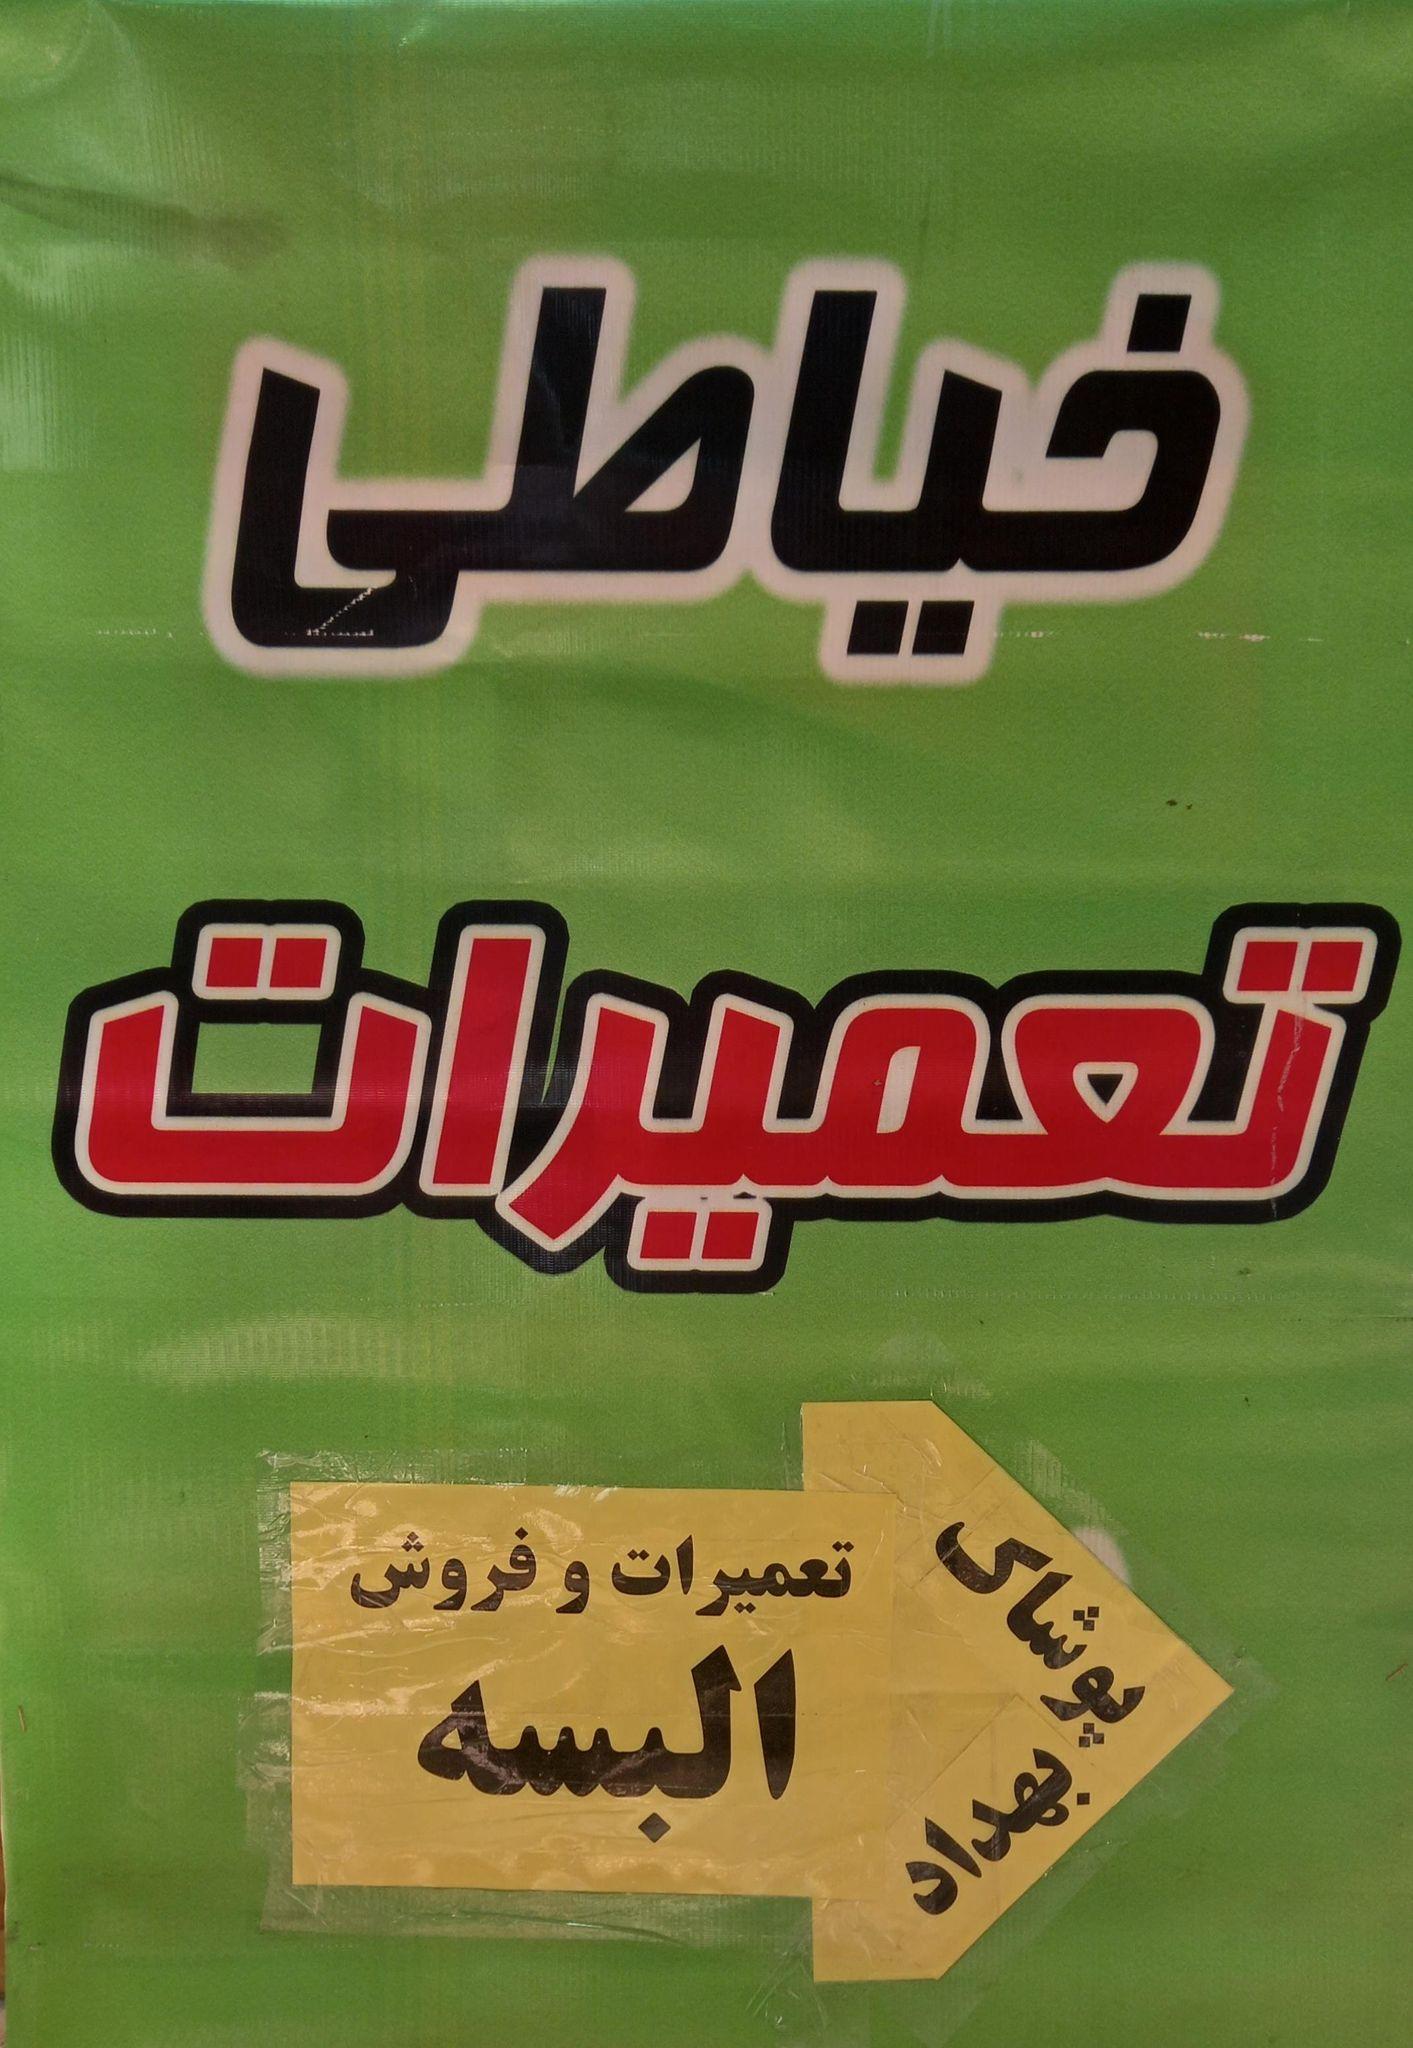 خیاطی
تعمیرات
تعمیرات و فروش
البسه
پوشاک
بهداد